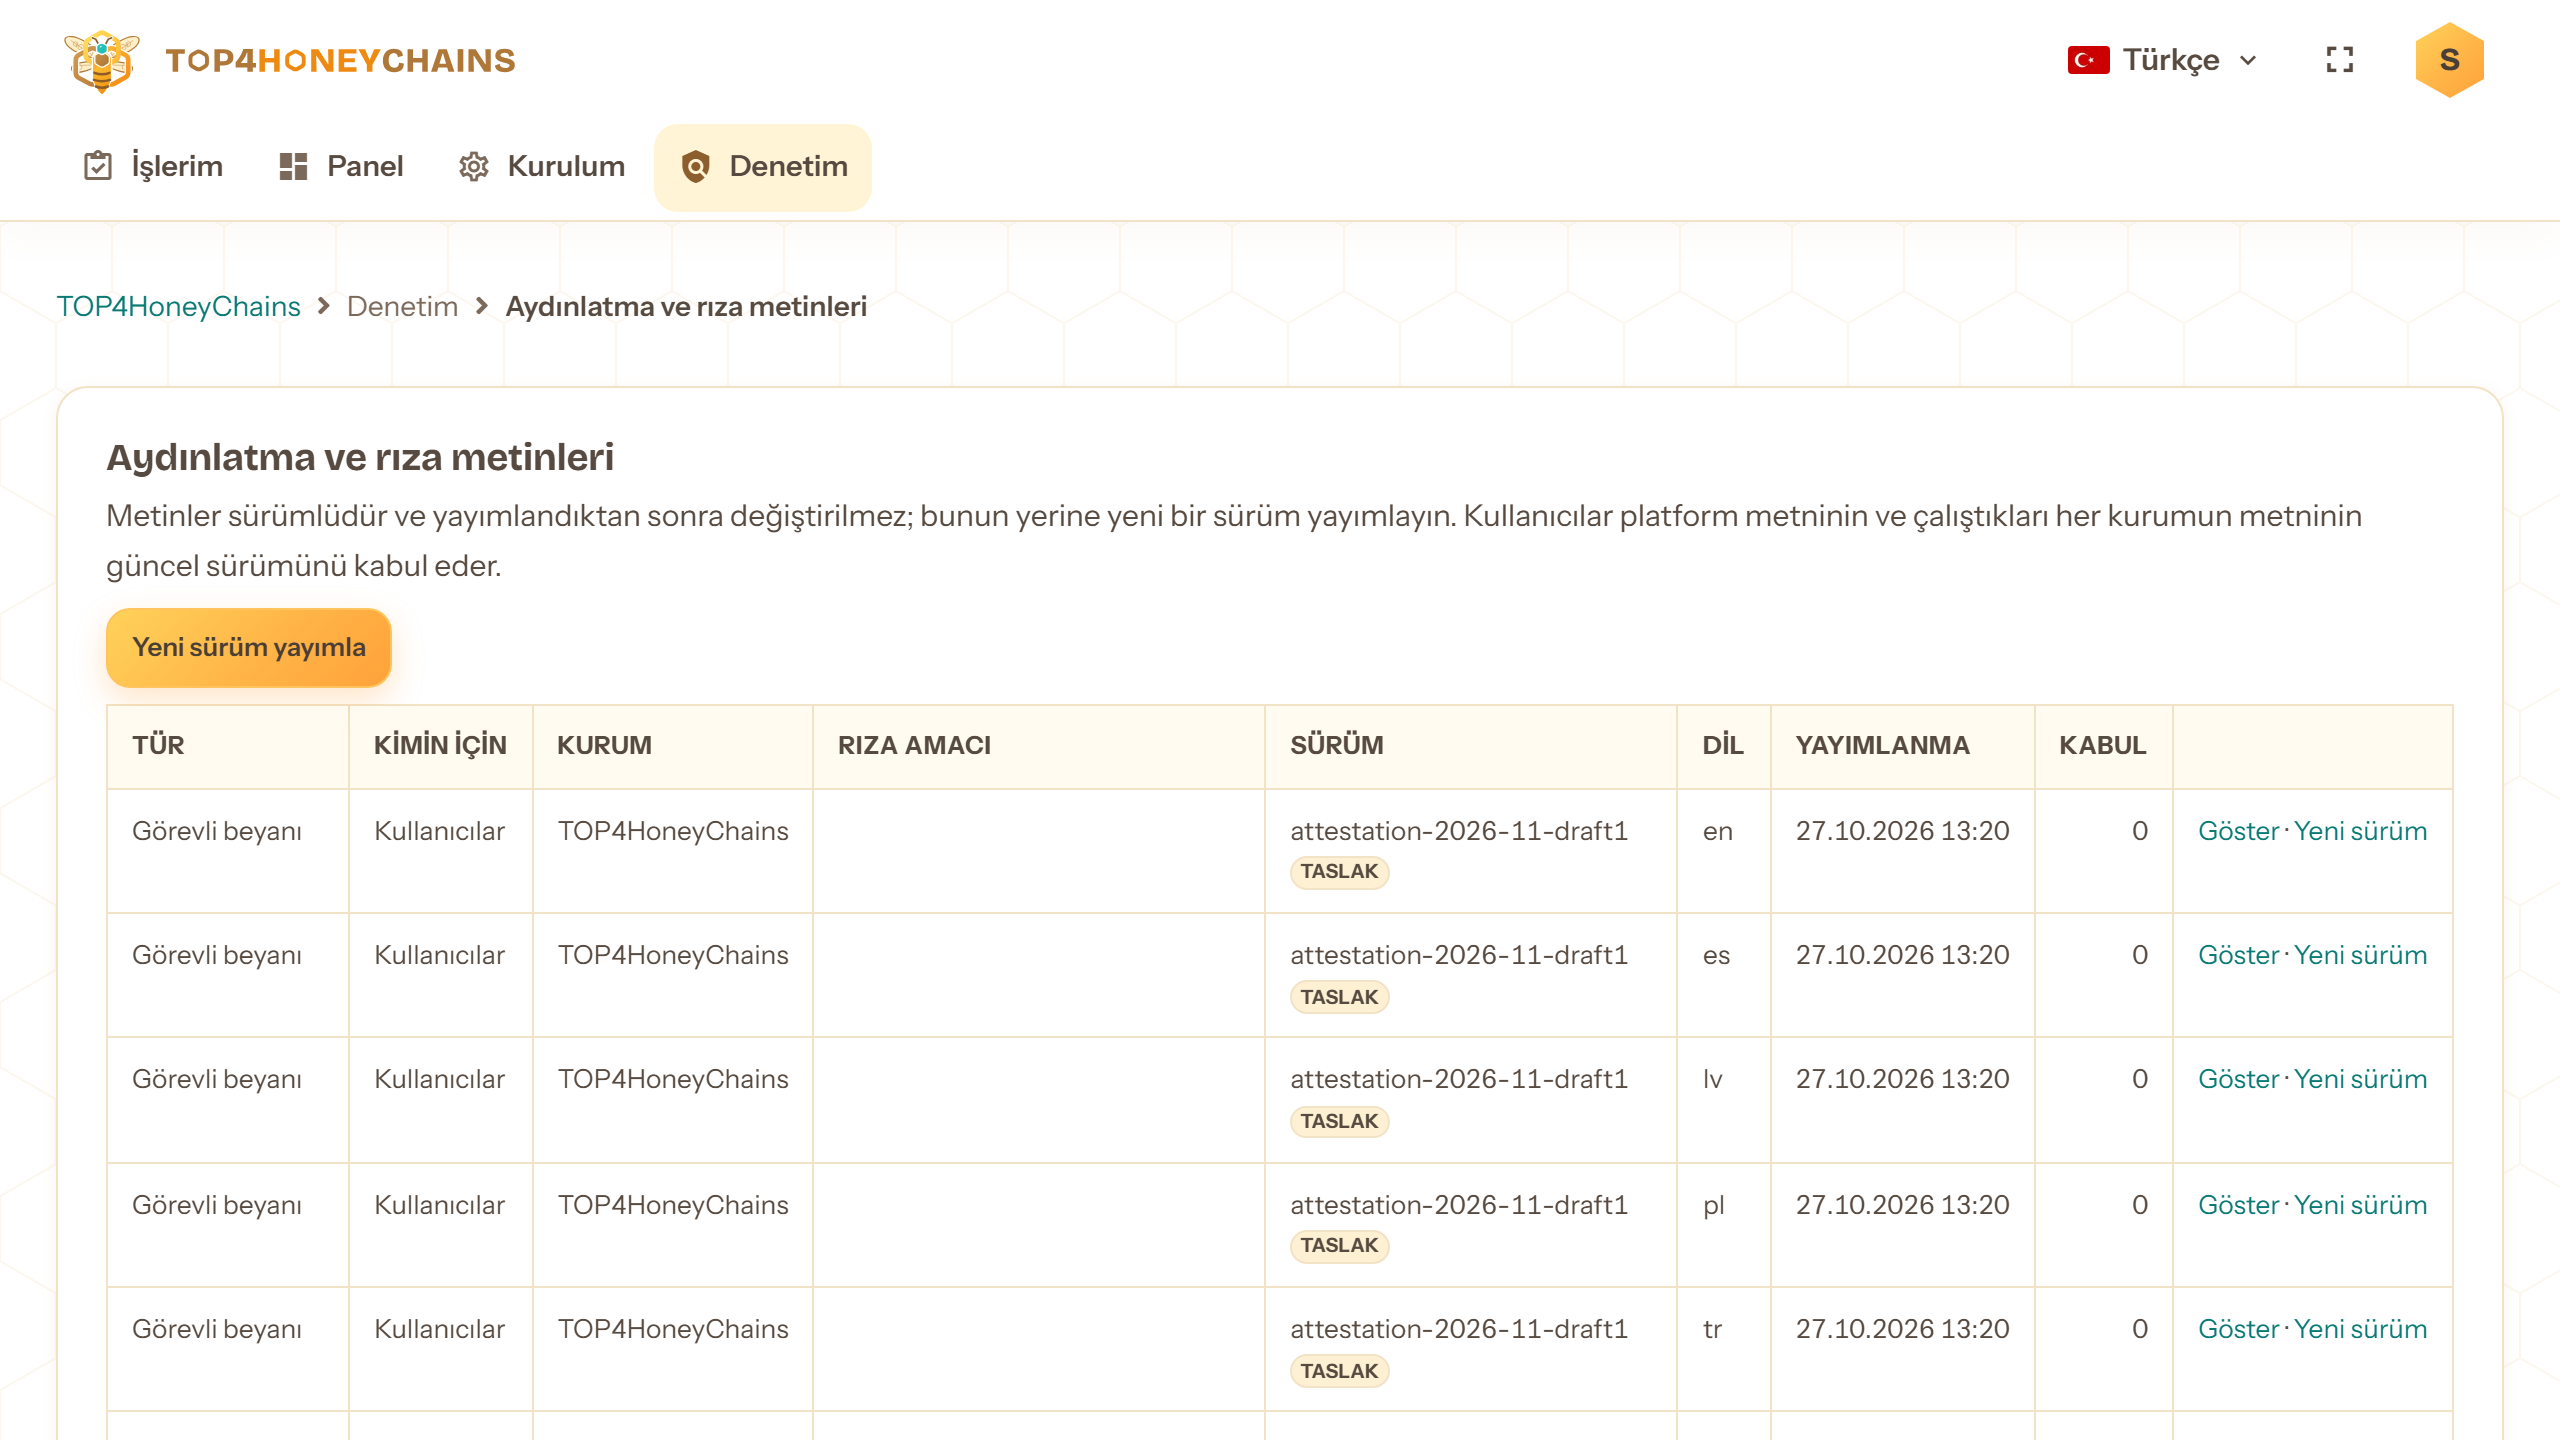 TOP4HONEYCHAINS
Türkçe
S
İşlerim
Panel
Kurulum
Denetim
TOP4HoneyChains > Denetim > Aydınlatma ve rıza metinleri
Aydınlatma ve rıza metinleri
Metinler sürümlüdür ve yayımlandıktan sonra değiştirilmez; bunun yerine yeni bir sürüm yayımlayın. Kullanıcılar platform metninin ve çalıştıkları her kurumun metninin
güncel sürümünü kabul eder.
Yeni sürüm yayımla
TÜR KİMİN İÇİN KURUM RIZA AMACI SÜRÜM DİL YAYIMLANMA KABUL
Görevli beyanı Kullanıcılar TOP4HoneyChains attestation-2026-11-draft1 en 27.10.2026 13:20 0 Göster · Yeni sürüm
TASLAK
Görevli beyanı Kullanıcılar TOP4HoneyChains attestation-2026-11-draft1 es 27.10.2026 13:20 0 Göster · Yeni sürüm
TASLAK
Görevli beyanı Kullanıcılar TOP4HoneyChains attestation-2026-11-draft1 lv 27.10.2026 13:20 0 Göster · Yeni sürüm
TASLAK
Görevli beyanı Kullanıcılar TOP4HoneyChains attestation-2026-11-draft1 pl 27.10.2026 13:20 0 Göster · Yeni sürüm
TASLAK
Görevli beyanı Kullanıcılar TOP4HoneyChains attestation-2026-11-draft1 tr 27.10.2026 13:20 0 Göster · Yeni sürüm
TASLAK